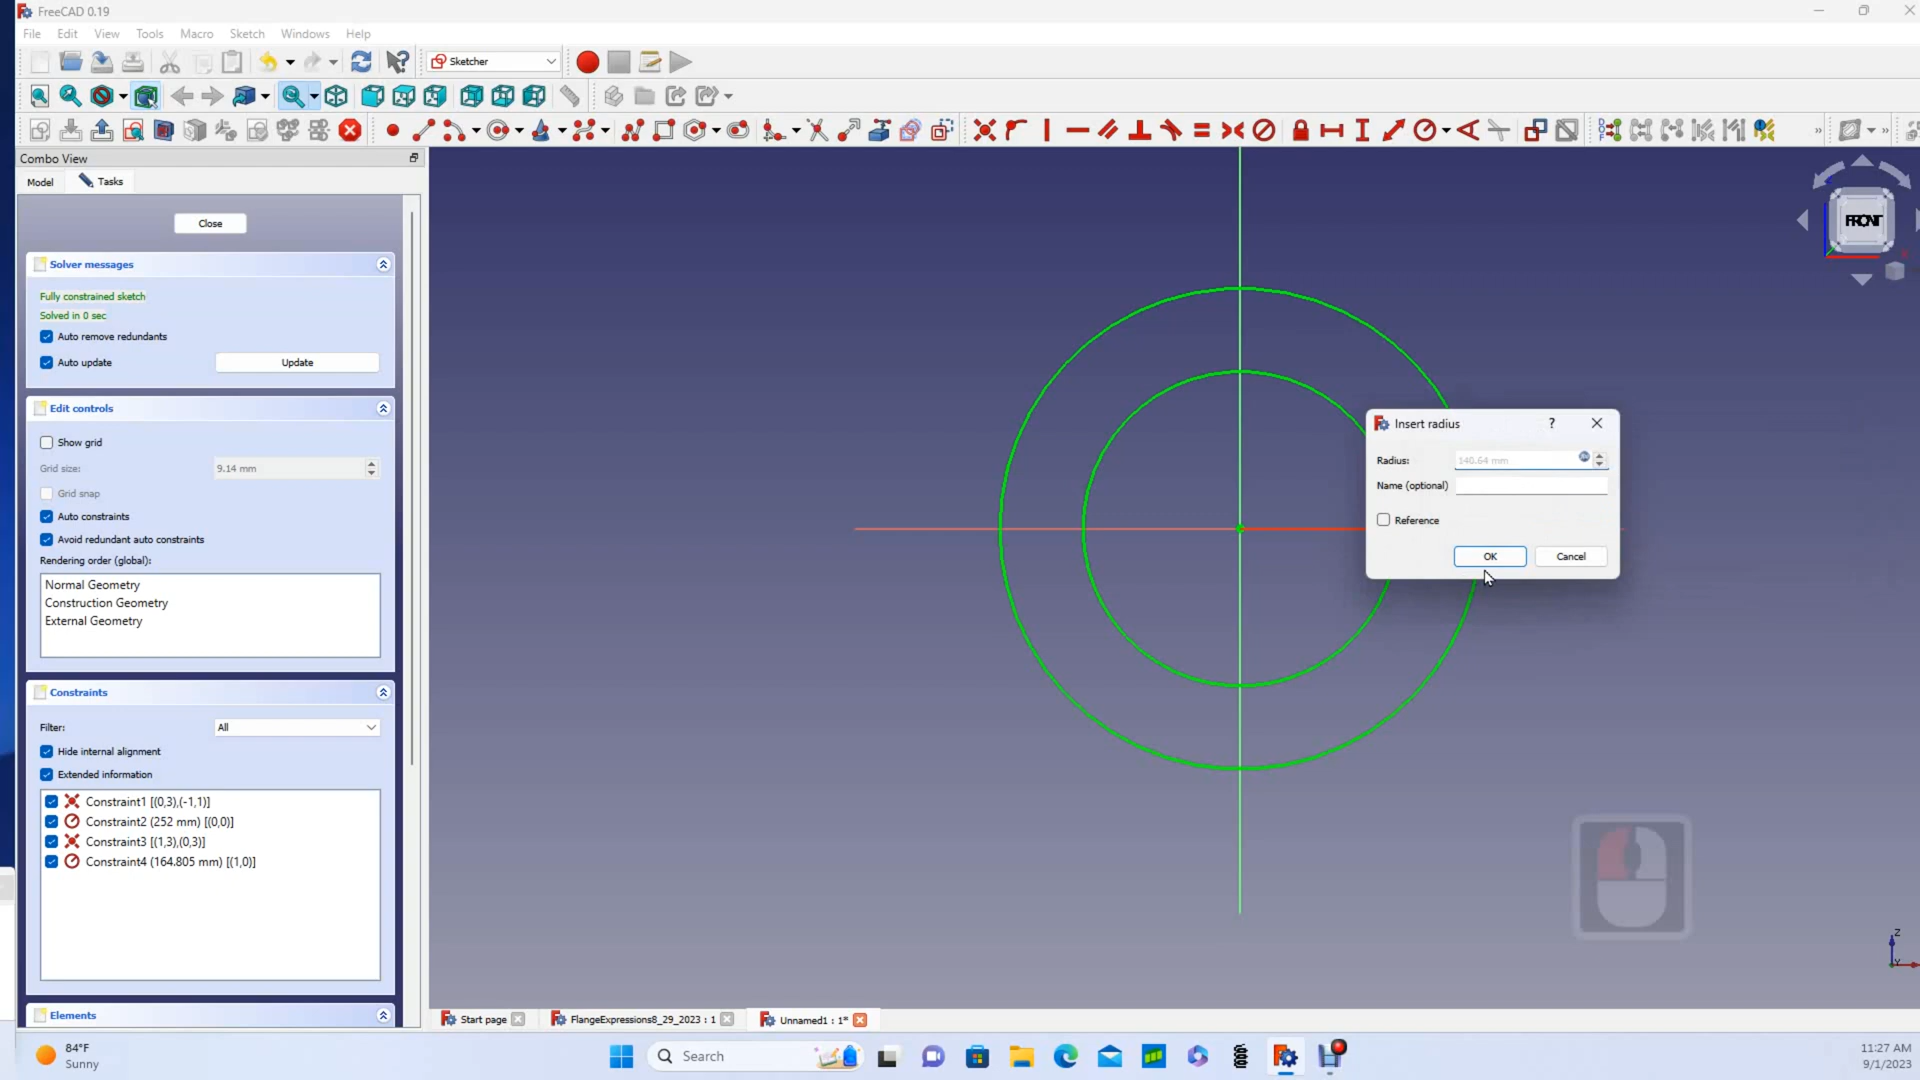 FreeCAD 0.19
File Edit View Tools Macro Sketch Windows Help
Sketcher
Combo View
Model Tasks
Close
Solver messages
Fully constrained sketch
Solved in 0 sec
Auto remove redundants
Auto update Update
Edit controls
Show grid
Grid size: 9.14 mm
Grid snap
Auto constraints
Avoid redundant auto constraints
Rendering order (global):
Normal Geometry
Construction Geometry
External Geometry
Constraints
Filter: All
Hide internal alignment
Extended information
Constraint1 [(0,3),(-1,1)]
Constraint2 (252 mm) [(0,0)]
Constraint3 [(1,3),(0,3)]
Constraint4 (164.805 mm) [(1,0)]
Elements
FRONT
Insert radius ?
Radius: 140.64 mm
Name (optional)
Reference
OK Cancel
Z
Y
Start page
FlangeExpressions8_29_2023 : 1
Unnamed1 : 1*
84°F
Sunny
Search
11:27 AM
9/1/2023